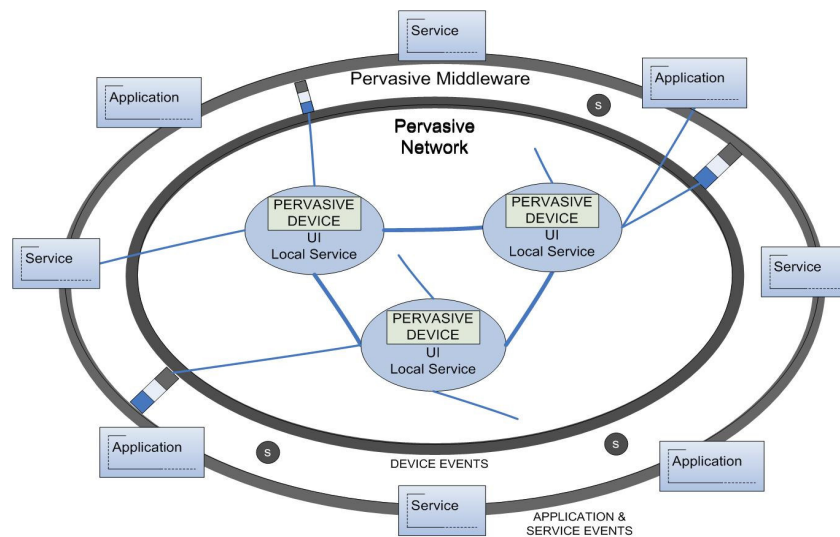 Service
Pervasive Middleware
Application
Application
S
Pervasive
Network
PERVASIVE
DEVICE
UI
Local Service
PERVASIVE
DEVICE
UI
Local Service
Service
Service
PERVASIVE
DEVICE
UI
Local Service
Application
S
DEVICE EVENTS
S
Application
Service
APPLICATION &
SERVICE EVENTS